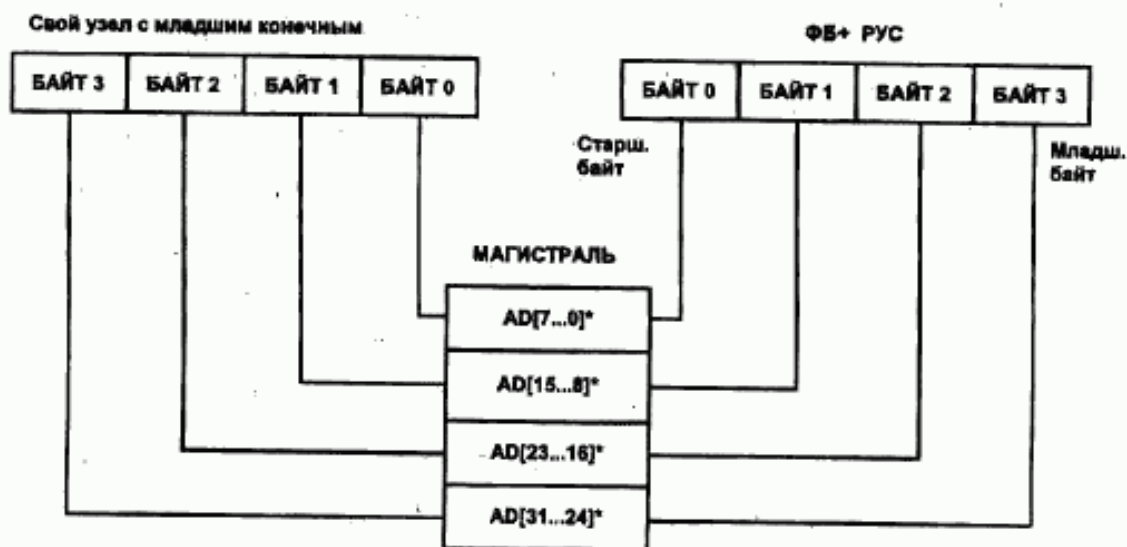 Свой узел с младшим конечным
ФБ+ РУС
БАЙТ 3 БАЙТ 2 БАЙТ 1 БАЙТ 0
БАЙТ 0 БАЙТ 1 БАЙТ 2 БАЙТ 3
Старш.
байт
Младш.
байт
МАГИСТРАЛЬ
AD[7...0]*
AD[15...8]*
AD[23...16]*
AD[31...24]*